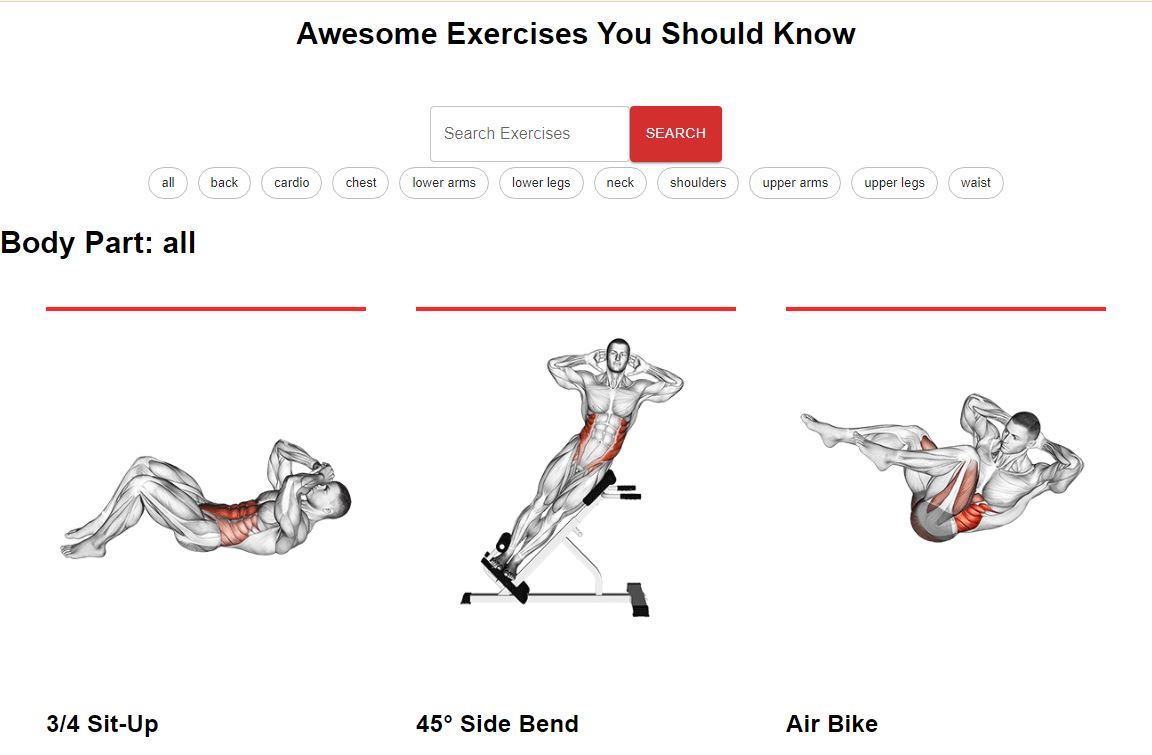 Awesome Exercises You Should Know
Search Exercises SEARCH
all back cardio chest lower arms lower legs neck shoulders upper arms upper legs waist
Body Part: all
3/4 Sit-Up 45° Side Bend Air Bike